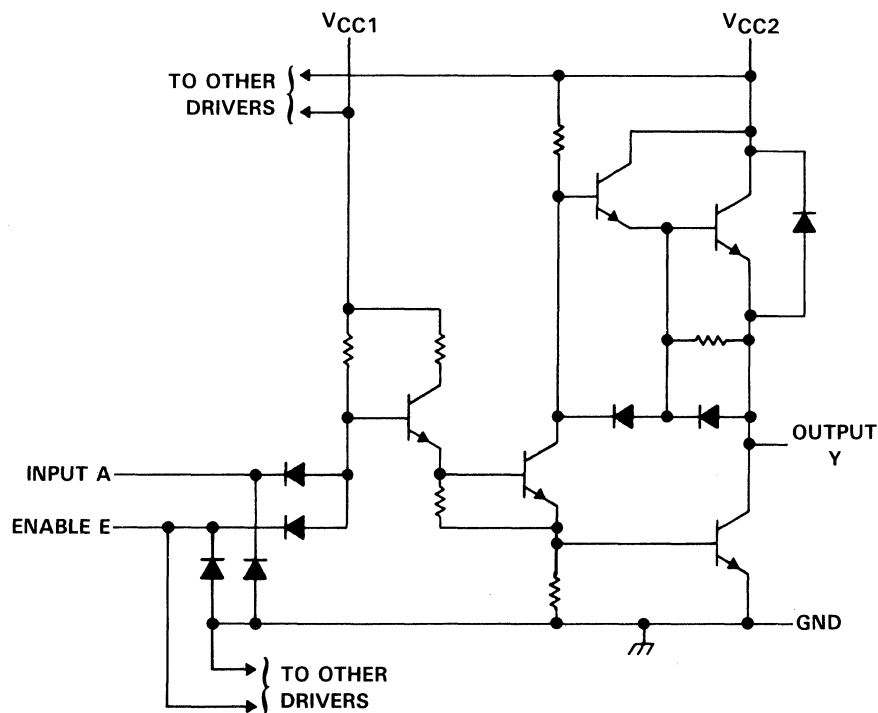 VCC1
VCC2
TO OTHER
DRIVERS
OUTPUT
Y
INPUT A
ENABLE E
GND
TO OTHER
DRIVERS